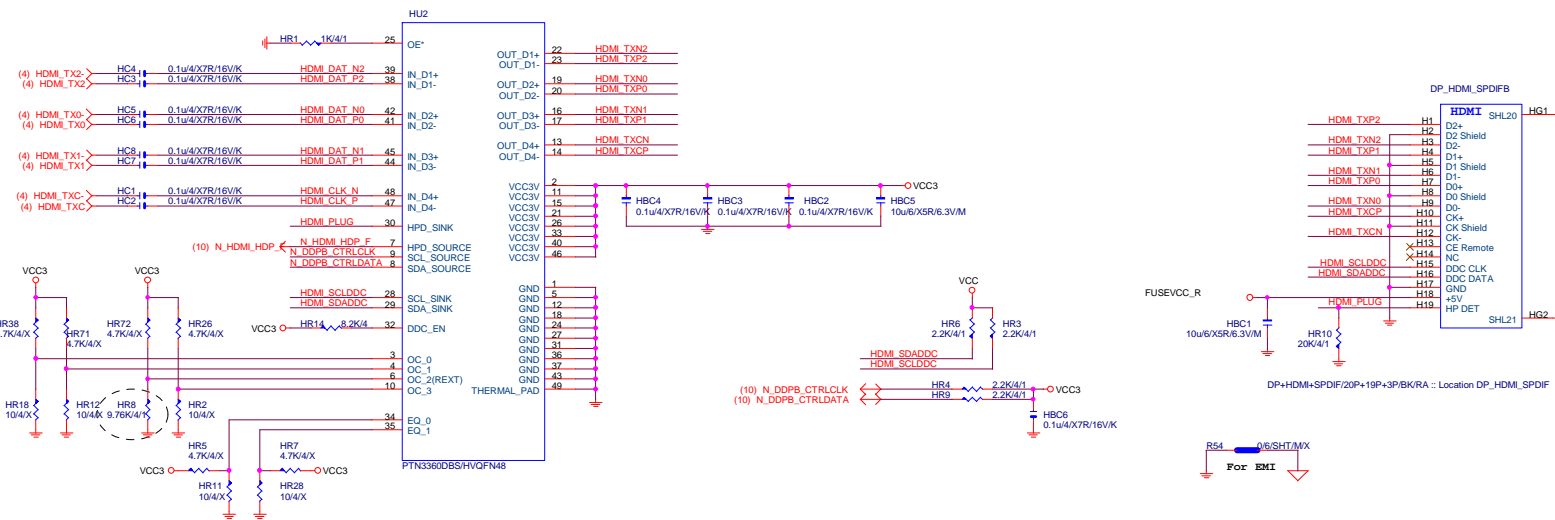 HU2
HR1 1K/4/1 25 OE*
(4) HDMI_TX2- HC4 0.1u/4/X7R/16V/K HDMI_DAT_N2 39 IN_D1+
(4) HDMI_TX2 HC3 0.1u/4/X7R/16V/K HDMI_DAT_P2 38 IN_D1-
(4) HDMI_TX0- HC5 0.1u/4/X7R/16V/K HDMI_DAT_N0 42 IN_D2+
(4) HDMI_TX0 HC6 0.1u/4/X7R/16V/K HDMI_DAT_P0 41 IN_D2-
(4) HDMI_TX1- HC8 0.1u/4/X7R/16V/K HDMI_DAT_N1 45 IN_D3+
(4) HDMI_TX1 HC7 0.1u/4/X7R/16V/K HDMI_DAT_P1 44 IN_D3-
(4) HDMI_TXC- HC1 0.1u/4/X7R/16V/K HDMI_CLK_N 48 IN_D4+
(4) HDMI_TXC HC2 0.1u/4/X7R/16V/K HDMI_CLK_P 47 IN_D4-
HDMI_PLUG 30 HPD_SINK
(10) N_HDMI_HDP_F N_HDMI_HDP_F 7 HPD_SOURCE
N_DDPB_CTRLCLK 9 SCL_SOURCE
N_DDPB_CTRLDATA 8 SDA_SOURCE
HDMI_SCLDDC 28 SCL_SINK
HDMI_SDADDC 29 SDA_SINK
VCC3 HR14 8.2K/4 32 DDC_EN
VCC3 VCC3
HR38 HR71 HR72 HR26
4.7K/4/X 4.7K/4/X 4.7K/4/X 4.7K/4/X
3 OC_0
4 OC_1
6 OC_2(REXT)
10 OC_3
HR18 HR12 HR8 HR2
10/4/X 10/4/X 9.76K/4/1 10/4/X
34 EQ_0
35 EQ_1
HR5 HR7
4.7K/4/X 4.7K/4/X
VCC3 VCC3
HR11 HR28
10/4/X 10/4/X
PTN3360DBS/HVQFN48
OUT_D1+ 22 HDMI_TXN2
OUT_D1- 23 HDMI_TXP2
OUT_D2+ 19 HDMI_TXN0
OUT_D2- 20 HDMI_TXP0
OUT_D3+ 16 HDMI_TXN1
OUT_D3- 17 HDMI_TXP1
OUT_D4+ 13 HDMI_TXCN
OUT_D4- 14 HDMI_TXCP
VCC3V 2
VCC3V 11
VCC3V 15
VCC3V 21
VCC3V 26
VCC3V 33
VCC3V 40
VCC3V 46
VCC3
HBC4 HBC3 HBC2 HBC5
0.1u/4/X7R/16V/K 0.1u/4/X7R/16V/K 0.1u/4/X7R/16V/K 10u/6/X5R/6.3V/M
GND 1
GND 5
GND 12
GND 18
GND 24
GND 27
GND 31
GND 36
GND 37
GND 43
THERMAL_PAD 49
VCC
HR6 HR3
2.2K/4/1 2.2K/4/1
HDMI_SDADDC
HDMI_SCLDDC
(10) N_DDPB_CTRLCLK HR4 2.2K/4/1 VCC3
(10) N_DDPB_CTRLDATA HR9 2.2K/4/1
HBC6
0.1u/4/X7R/16V/K
DP_HDMI_SPDIFB
HDMI SHL20 HG1
HDMI_TXP2 H1 D2+
H2 D2 Shield
HDMI_TXN2 H3 D2-
HDMI_TXP1 H4 D1+
H5 D1 Shield
HDMI_TXN1 H6 D1-
HDMI_TXP0 H7 D0+
H8 D0 Shield
HDMI_TXN0 H9 D0-
HDMI_TXCP H10 CK+
H11 CK Shield
HDMI_TXCN H12 CK-
H13 CE Remote
H14 NC
HDMI_SCLDDC H15 DDC CLK
HDMI_SDADDC H16 DDC DATA
H17 GND
FUSEVCC_R H18 +5V
HDMI_PLUG H19 HP DET
SHL21 HG2
HBC1
10u/6/X5R/6.3V/M
HR10
20K/4/1
DP+HDMI+SPDIF/20P+19P+3P/BK/RA :: Location DP_HDMI_SPDIF
R54 0/6/SHT/M/X
For EMI